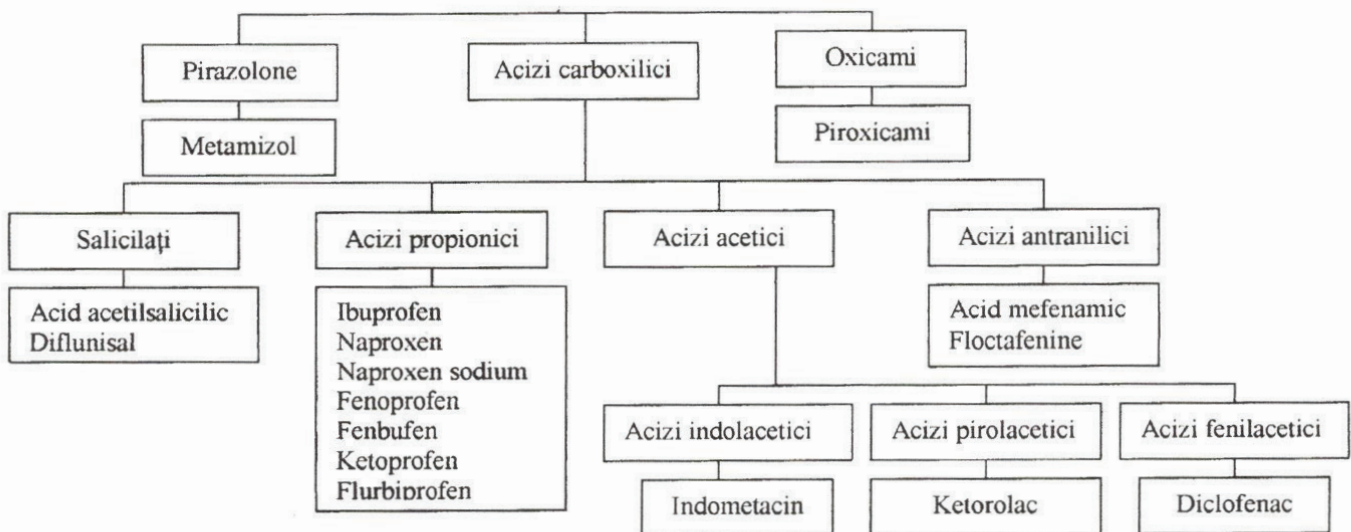 Pirazolone
Acizi carboxilici
Oxicami
Metamizol
Piroxicami
Salicilați
Acizi propionici
Acizi acetici
Acizi antranilici
Acid acetilsalicilic
Diflunisal
Ibuprofen
Naproxen
Naproxen sodium
Fenoprofen
Fenbufen
Ketoprofen
Flurbiprofen
Acid mefenamic
Floctafenine
Acizi indolacetici
Acizi pirolacetici
Acizi fenilacetici
Indometacin
Ketorolac
Diclofenac